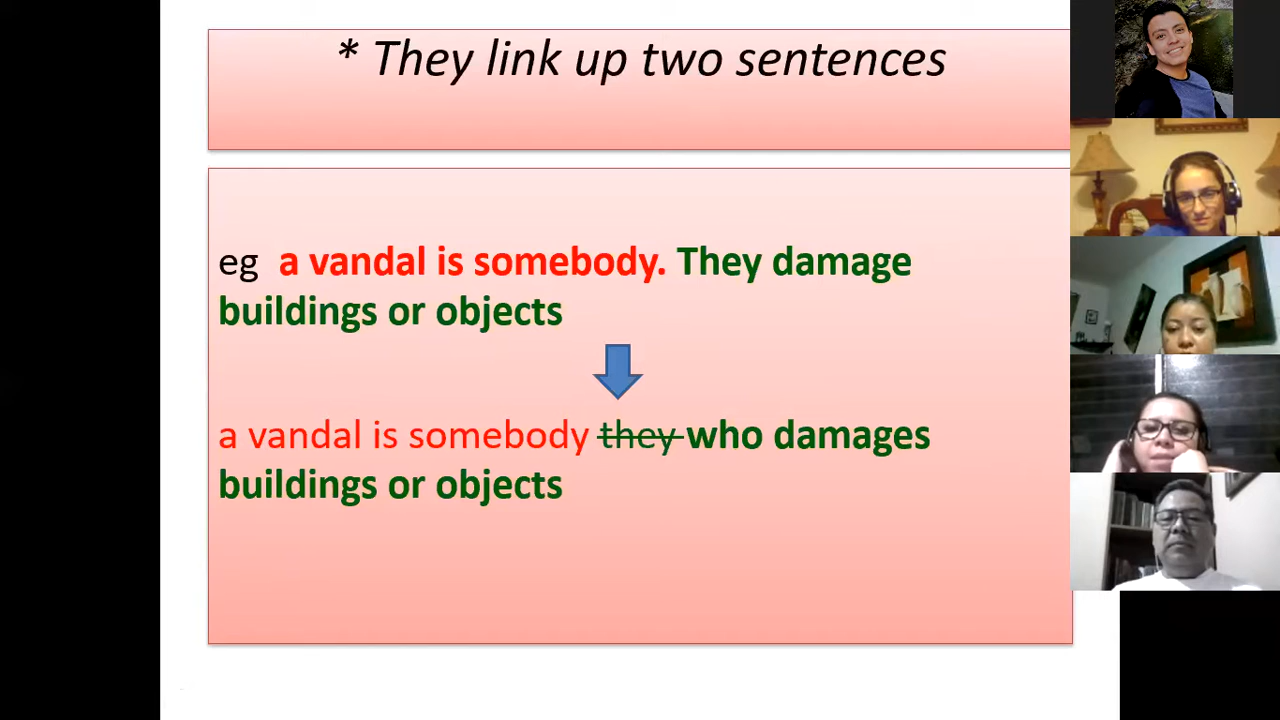 * They link up two sentences
eg a vandal is somebody. They damage
buildings or objects
a vandal is somebody they who damages
buildings or objects